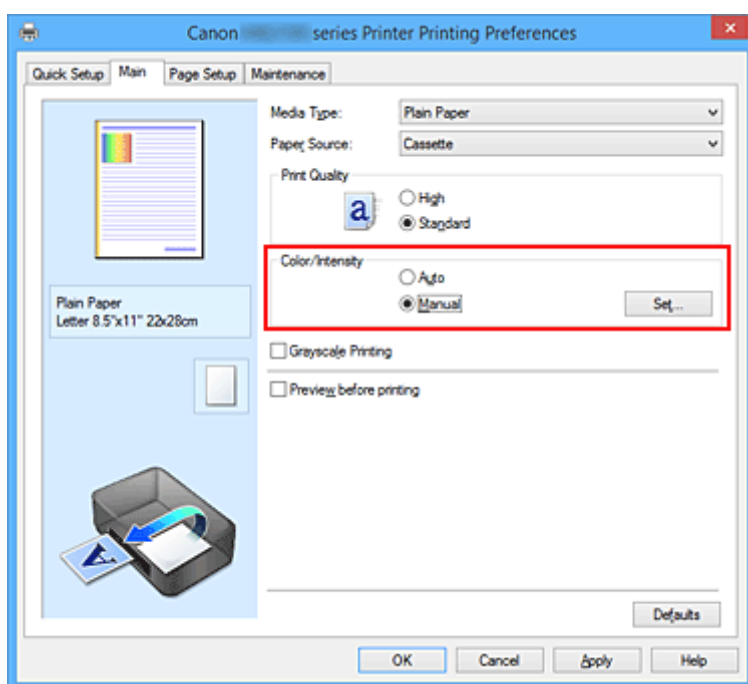 Canon series Printer Printing Preferences
Quick Setup Main Page Setup Maintenance
Media Type: Plain Paper
Paper Source: Cassette
Print Quality
a
High
Standard
Color/Intensity
Auto
Manual Set...
Plain Paper
Letter 8.5"x11" 22x28cm
Grayscale Printing
Preview before printing
A
Defaults
OK Cancel Apply Help